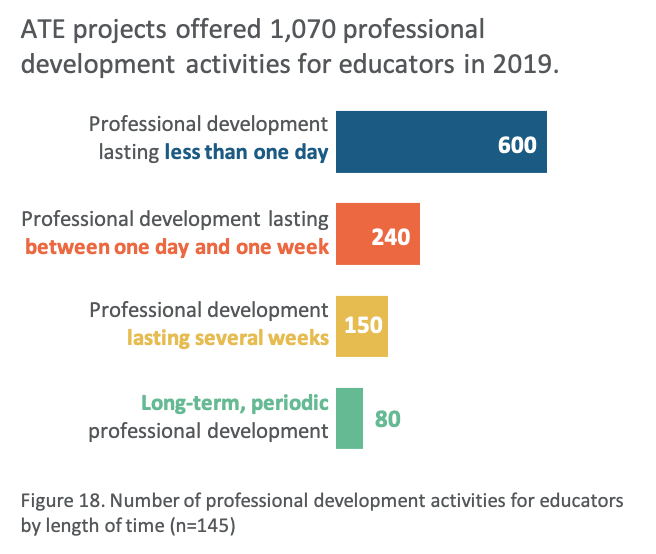 ATE projects offered 1,070 professional
development activities for educators in 2019.
Professional development
lasting less than one day
600
Professional development lasting
between one day and one week
240
Professional development
lasting several weeks
150
Long-term, periodic
professional development
80
Figure 18. Number of professional development activities for educators
by length of time (n=145)